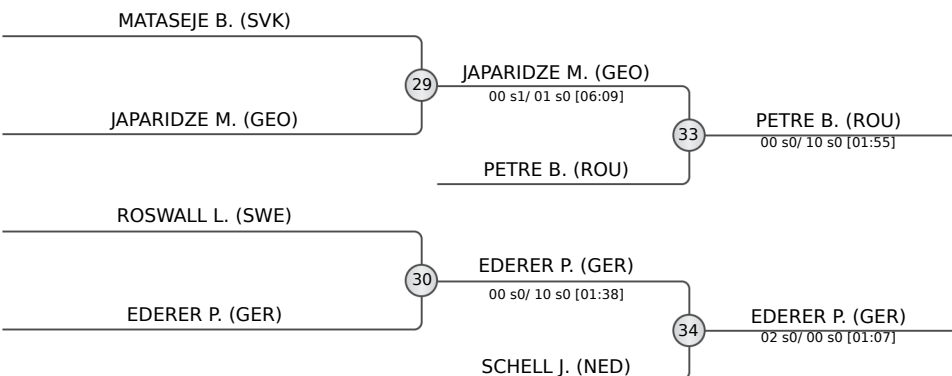 MATASEJE B. (SVK)
29
JAPARIDZE M. (GEO)
00 s1/ 01 s0 [06:09]
JAPARIDZE M. (GEO)
33
PETRE B. (ROU)
00 s0/ 10 s0 [01:55]
PETRE B. (ROU)
ROSWALL L. (SWE)
30
EDERER P. (GER)
00 s0/ 10 s0 [01:38]
EDERER P. (GER)
34
EDERER P. (GER)
02 s0/ 00 s0 [01:07]
SCHELL J. (NED)